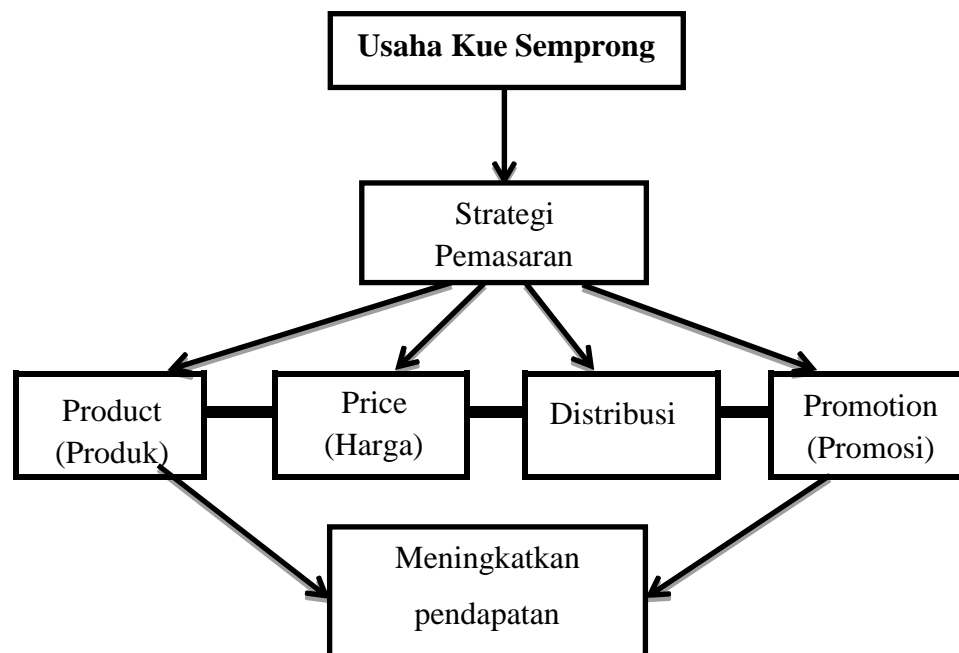 Usaha Kue Semprong
Strategi
Pemasaran
Product
(Produk)
Price
(Harga)
Distribusi
Promotion
(Promosi)
Meningkatkan
pendapatan